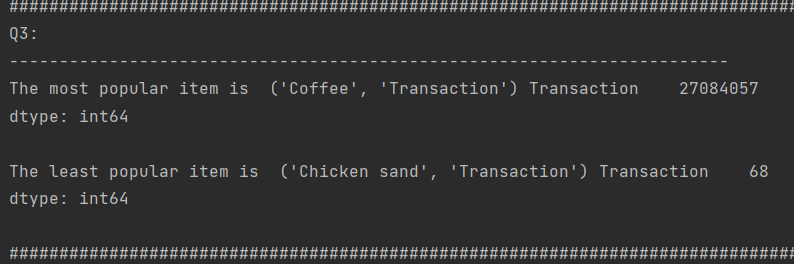 ################################################################################
Q3:
------------------------------------------------------------------------
The most popular item is  ('Coffee', 'Transaction') Transaction    27084057
dtype: int64
The least popular item is  ('Chicken sand', 'Transaction') Transaction    68
dtype: int64
################################################################################